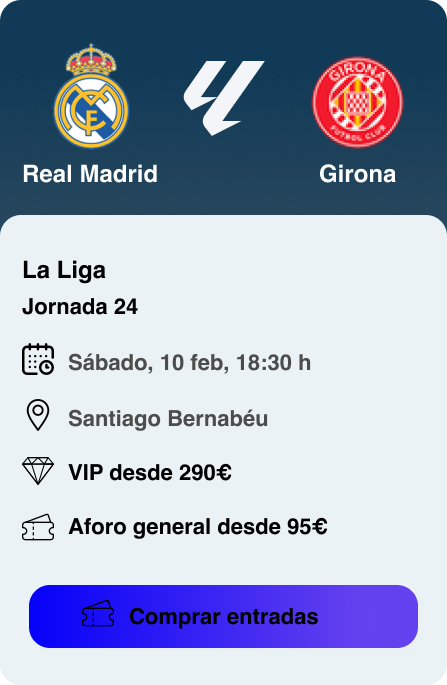 GIRONA
FUTBOL CLUB
Real Madrid
Girona
La Liga
Jornada 24
Sábado, 10 feb, 18:30 h
Santiago Bernabéu
VIP desde 290€
Aforo general desde 95€
Comprar entradas